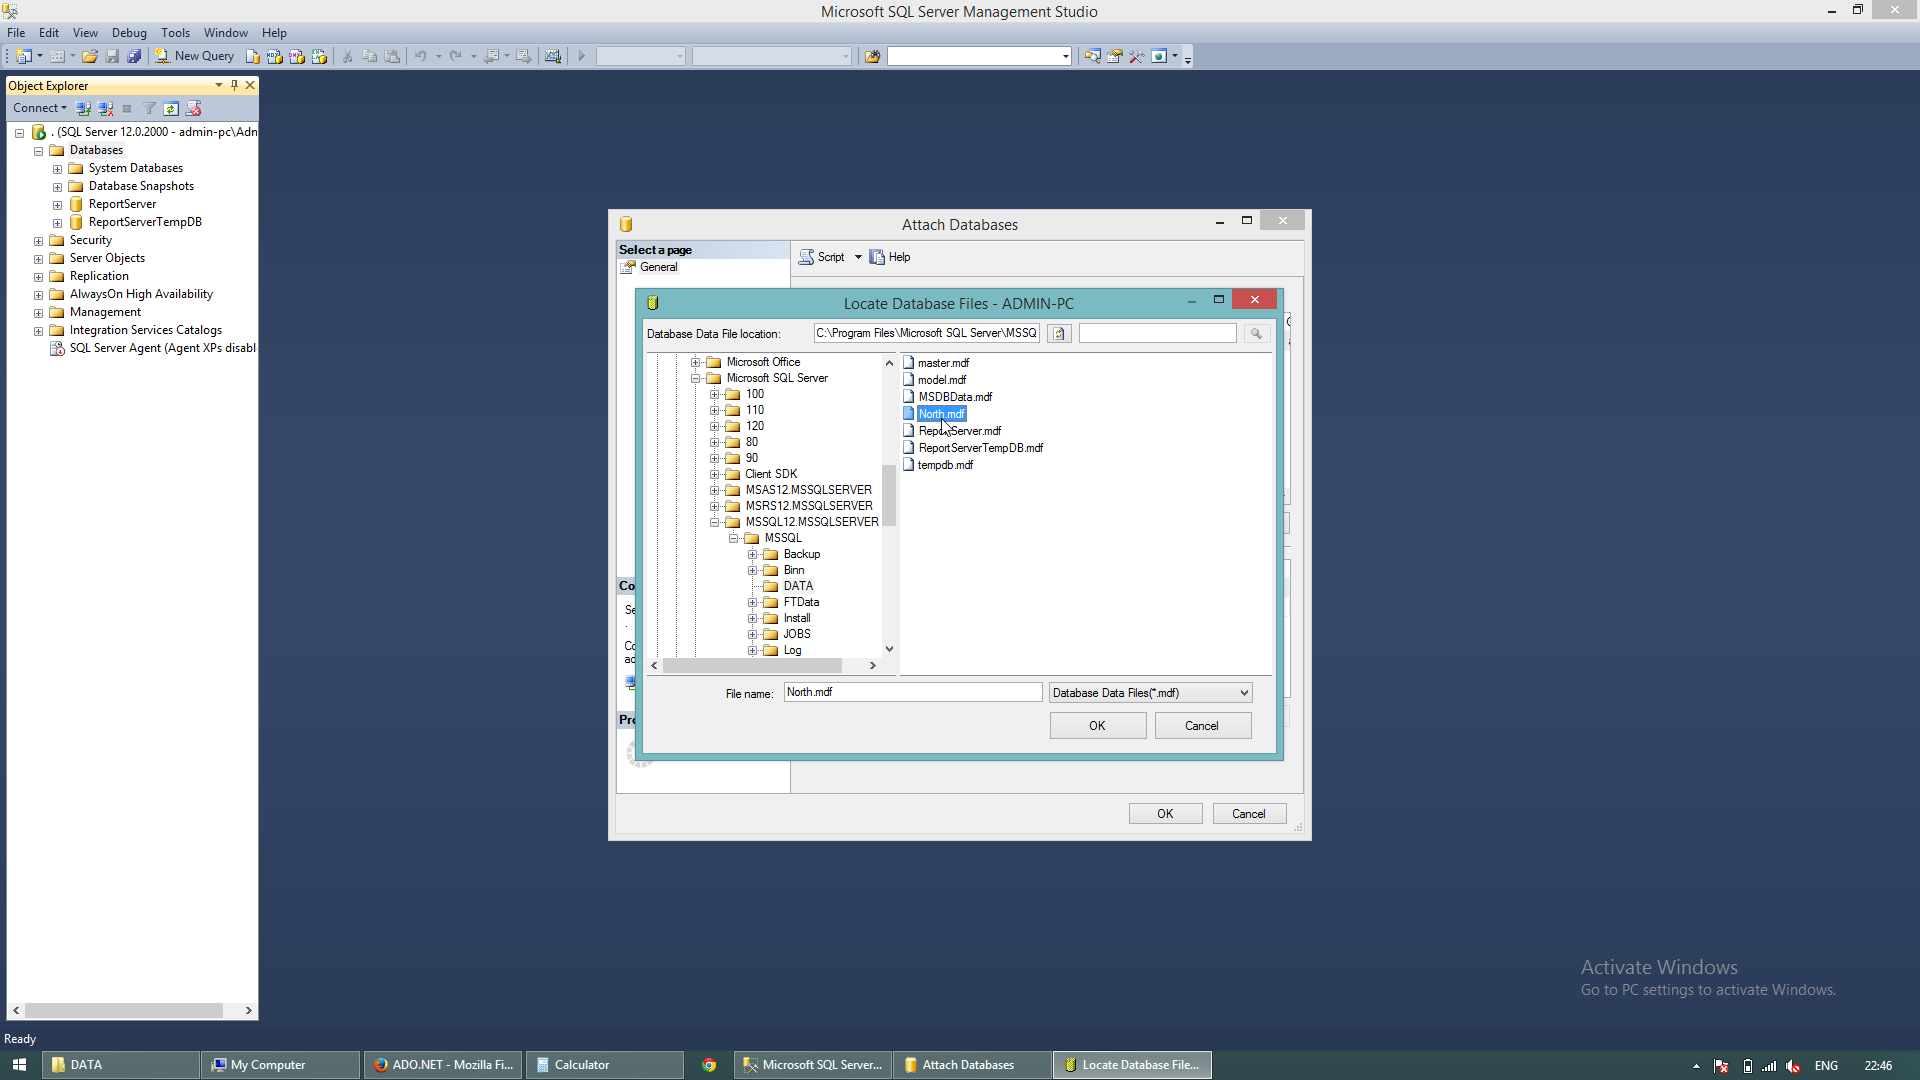 Microsoft SQL Server Management Studio
File Edit View Debug Tools Window Help
New Query
Object Explorer
Connect
. (SQL Server 12.0.2000 - admin-pc\Adn
Databases
System Databases
Database Snapshots
ReportServer
ReportServerTempDB
Security
Server Objects
Replication
AlwaysOn High Availability
Management
Integration Services Catalogs
SQL Server Agent (Agent XPs disabl
Attach Databases
Select a page
General
Script Help
Locate Database Files - ADMIN-PC
Database Data File location: C:\Program Files\Microsoft SQL Server\MSSQ
Microsoft Office
Microsoft SQL Server
100
110
120
80
90
Client SDK
MSAS12.MSSQLSERVER
MSRS12.MSSQLSERVER
MSSQL12.MSSQLSERVER
MSSQL
Backup
Binn
DATA
FTData
Install
JOBS
Log
master.mdf
model.mdf
MSDBData.mdf
North.mdf
ReportServer.mdf
ReportServerTempDB.mdf
tempdb.mdf
File name: North.mdf Database Data Files(*.mdf)
OK Cancel
Co
Se
.
Co
ad
Pro
OK Cancel
Activate Windows
Go to PC settings to activate Windows.
Ready
DATA My Computer ADO.NET - Mozilla Fi... Calculator Microsoft SQL Server... Attach Databases Locate Database File... ENG 22:46